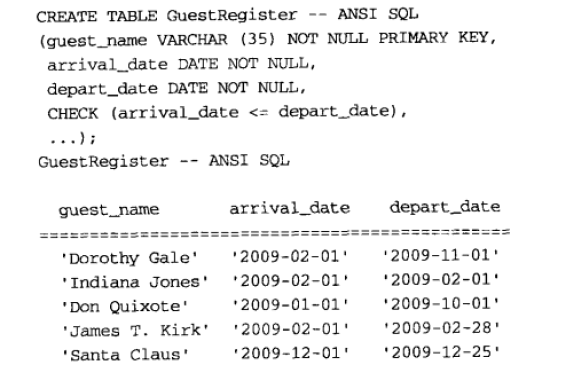 CREATE TABLE GuestRegister -- ANSI SQL
(guest_name VARCHAR (35) NOT NULL PRIMARY KEY,
arrival_date DATE NOT NULL,
depart_date DATE NOT NULL,
CHECK (arrival_date <= depart_date),
...);
GuestRegister -- ANSI SQL
guest_name arrival_date depart_date
===============================================
'Dorothy Gale' '2009-02-01' '2009-11-01'
'Indiana Jones' '2009-02-01' '2009-02-01'
'Don Quixote' '2009-01-01' '2009-10-01'
'James T. Kirk' '2009-02-01' '2009-02-28'
'Santa Claus' '2009-12-01' '2009-12-25'